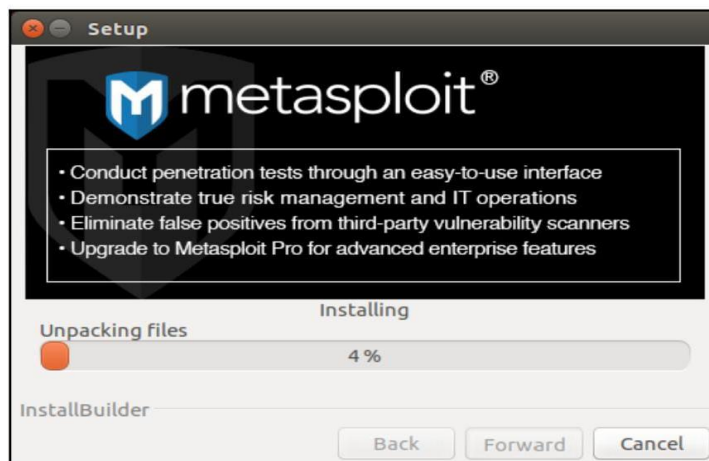 Setup
metasploit®
• Conduct penetration tests through an easy-to-use interface
• Demonstrate true risk management and IT operations
• Eliminate false positives from third-party vulnerability scanners
• Upgrade to Metasploit Pro for advanced enterprise features
Installing
Unpacking files
4 %
InstallBuilder
Back
Forward
Cancel